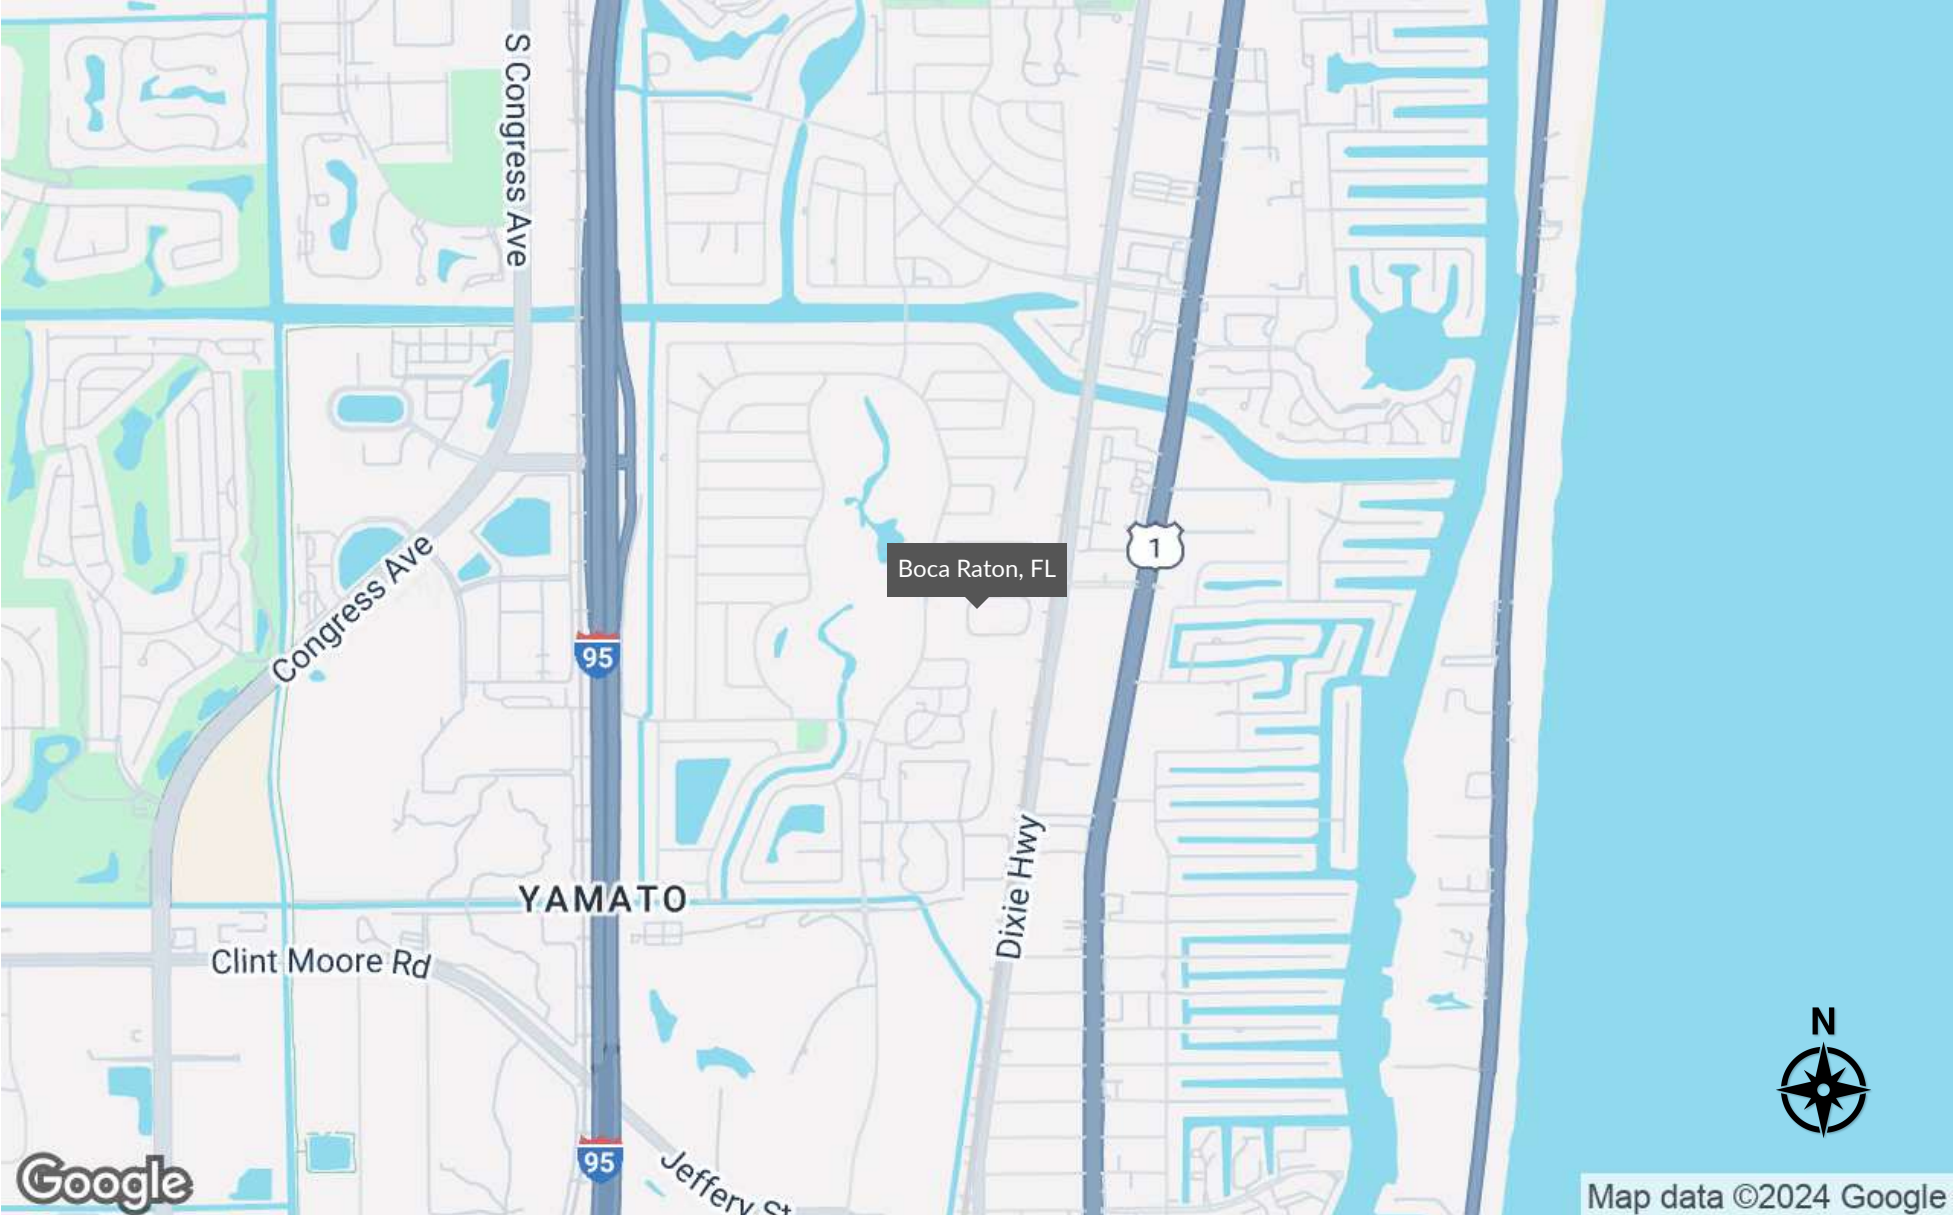 S Congress Ave
1
Boca Raton, FL
Congress Ave
95
Dixie Hwy
YAMATO
Clint Moore Rd
N
95
Jeffery St
Google
Map data ©2024 Google